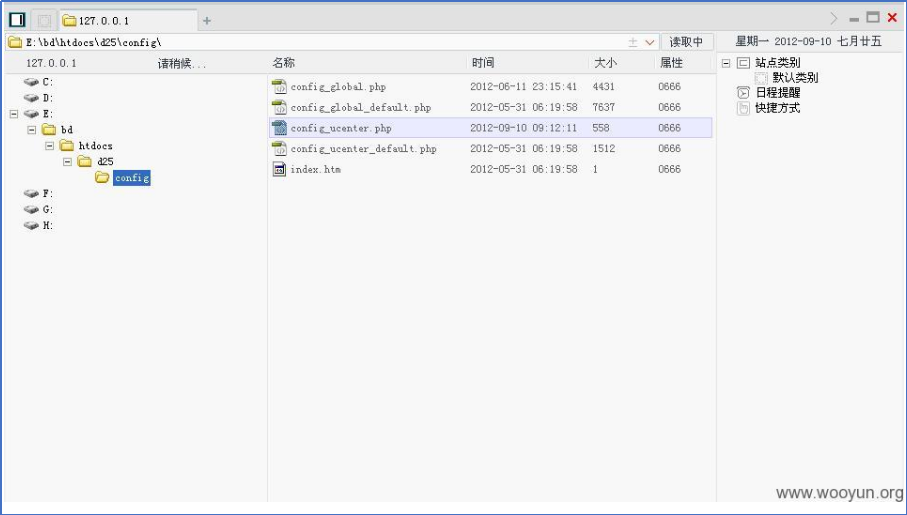 127.0.0.1
E:\bd\htdocs\d25\config\ 读取中 星期一 2012-09-10 七月廿五
127.0.0.1 请稍候...
名称 时间 大小 属性
C:
D:
E:
bd
htdocs
d25
config
F:
G:
H:
config_global.php 2012-06-11 23:15:41 4431 0666
config_global_default.php 2012-05-31 06:19:58 7637 0666
config_ucenter.php 2012-09-10 09:12:11 558 0666
config_ucenter_default.php 2012-05-31 06:19:58 1512 0666
index.htm 2012-05-31 06:19:58 1 0666
站点类别
默认类别
日程提醒
快捷方式
www.wooyun.org